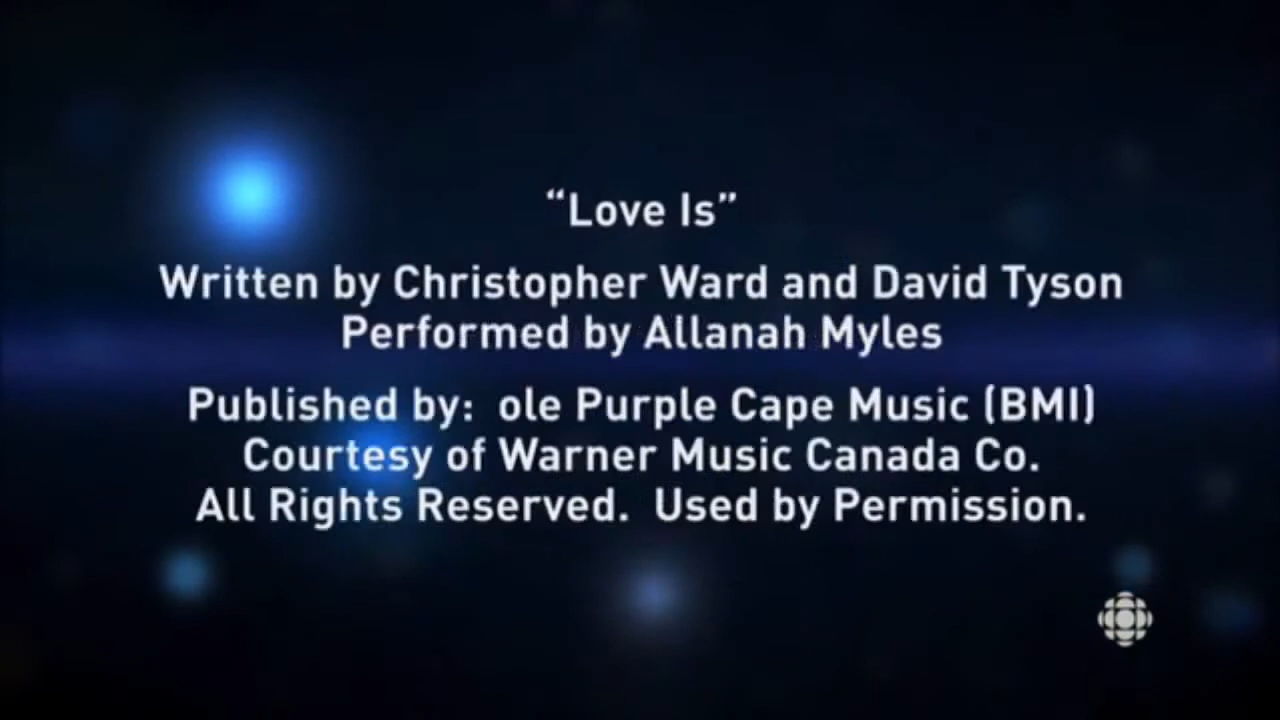 “Love Is”
Written by Christopher Ward and David Tyson
Performed by Allanah Myles
Published by:  ole Purple Cape Music (BMI)
Courtesy of Warner Music Canada Co.
All Rights Reserved.  Used by Permission.